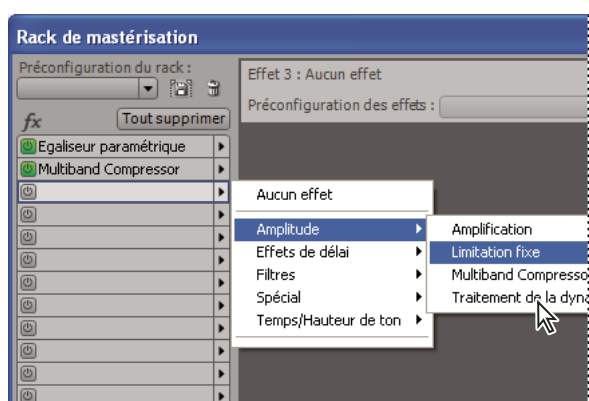 Rack de mastérisation
Préconfiguration du rack :
Effet 3 : Aucun effet
Préconfiguration des effets :
fx
Tout supprimer
Egaliseur paramétrique
Multiband Compressor
Aucun effet
Amplitude
Effets de délai
Filtres
Spécial
Temps/Hauteur de ton
Amplification
Limitation fixe
Multiband Compresso
Traitement de la dyna